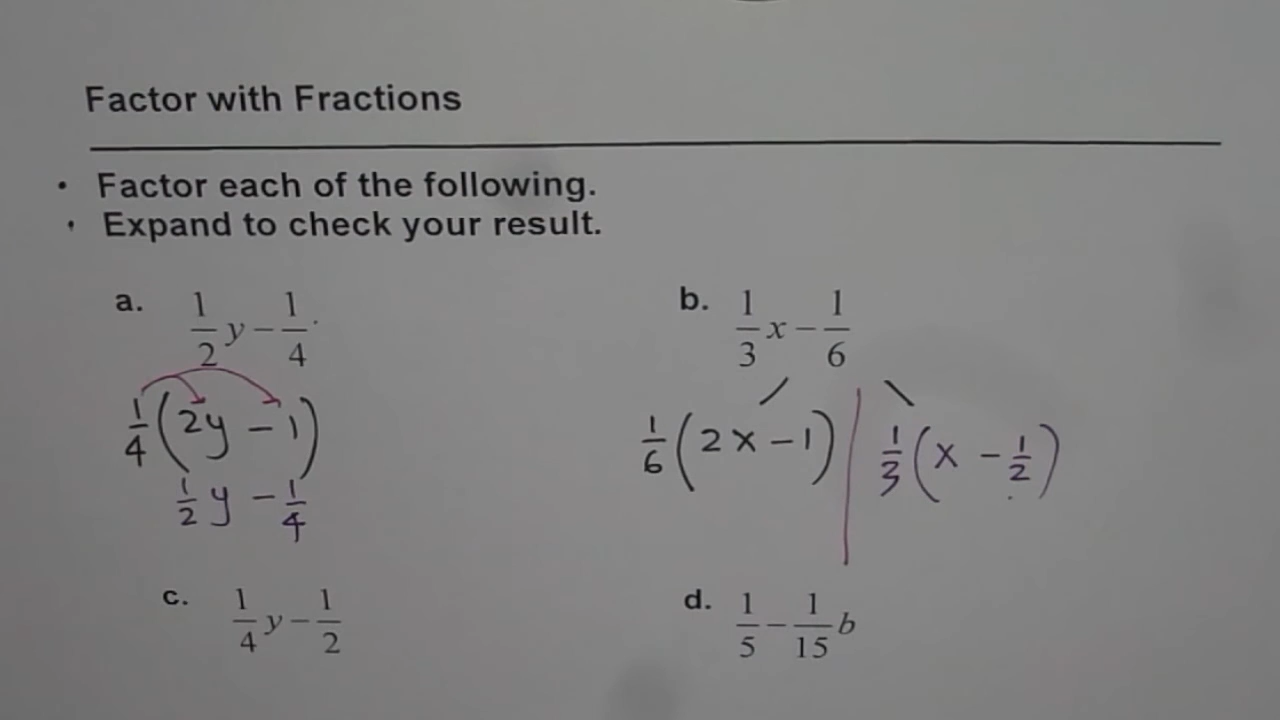 Factor with Fractions
• Factor each of the following.
• Expand to check your result.
a. 1/2 y − 1/4
1/4 (2y − 1)
1/2 y − 1/4
b. 1/3 x − 1/6
1/6 (2x − 1) | 1/3 (x − 1/2)
c. 1/4 y − 1/2
d. 1/5 − 1/15 b